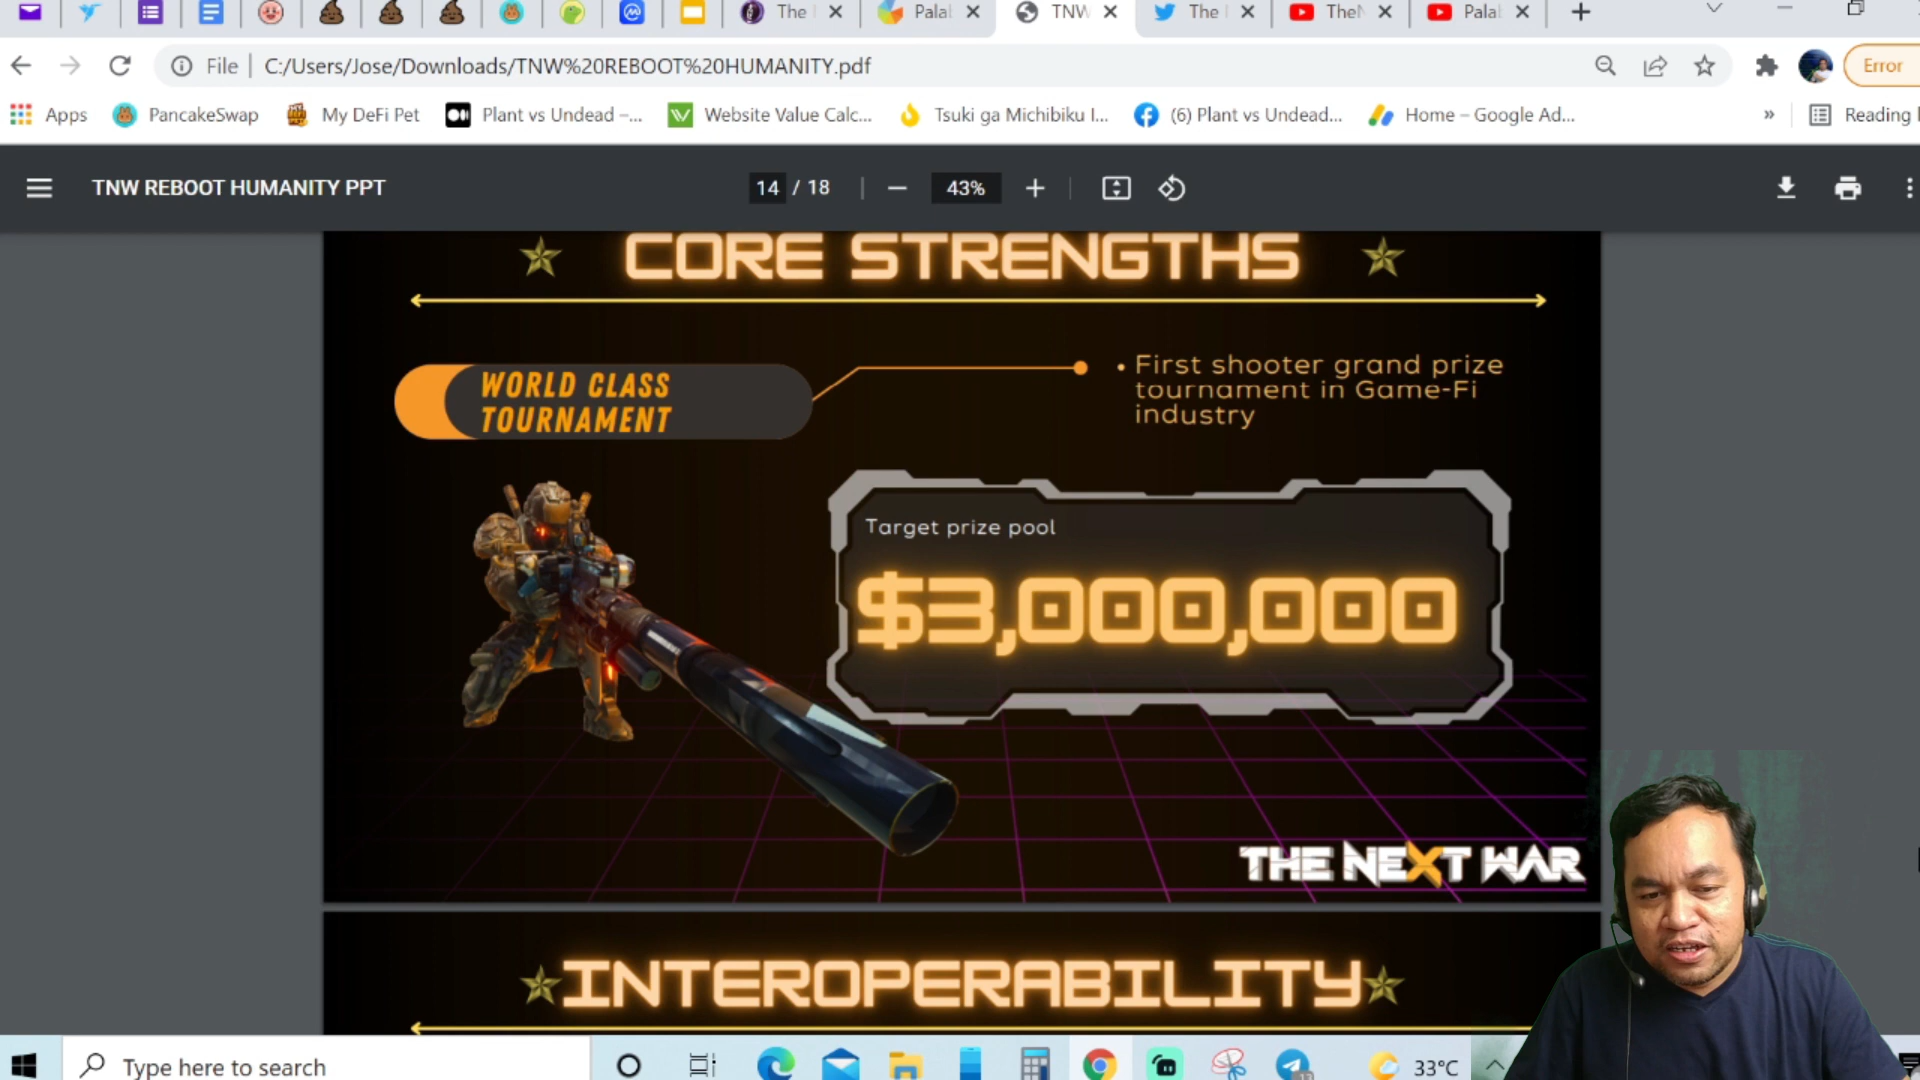 The
Palal
TNW
The
TheN
Palal
File
C:/Users/Jose/Downloads/TNW%20REBOOT%20HUMANITY.pdf
Error
Apps
PancakeSwap
My DeFi Pet
Plant vs Undead –...
Website Value Calc...
Tsuki ga Michibiku I...
(6) Plant vs Undead...
Home – Google Ad...
»
Reading
TNW REBOOT HUMANITY PPT
14 / 18
43%
CORE STRENGTHS
WORLD CLASS
TOURNAMENT
• First shooter grand prize
tournament in Game-Fi
industry
Target prize pool
$3,000,000
THE NEXT WAR
INTEROPERABILITY
Type here to search
33°C